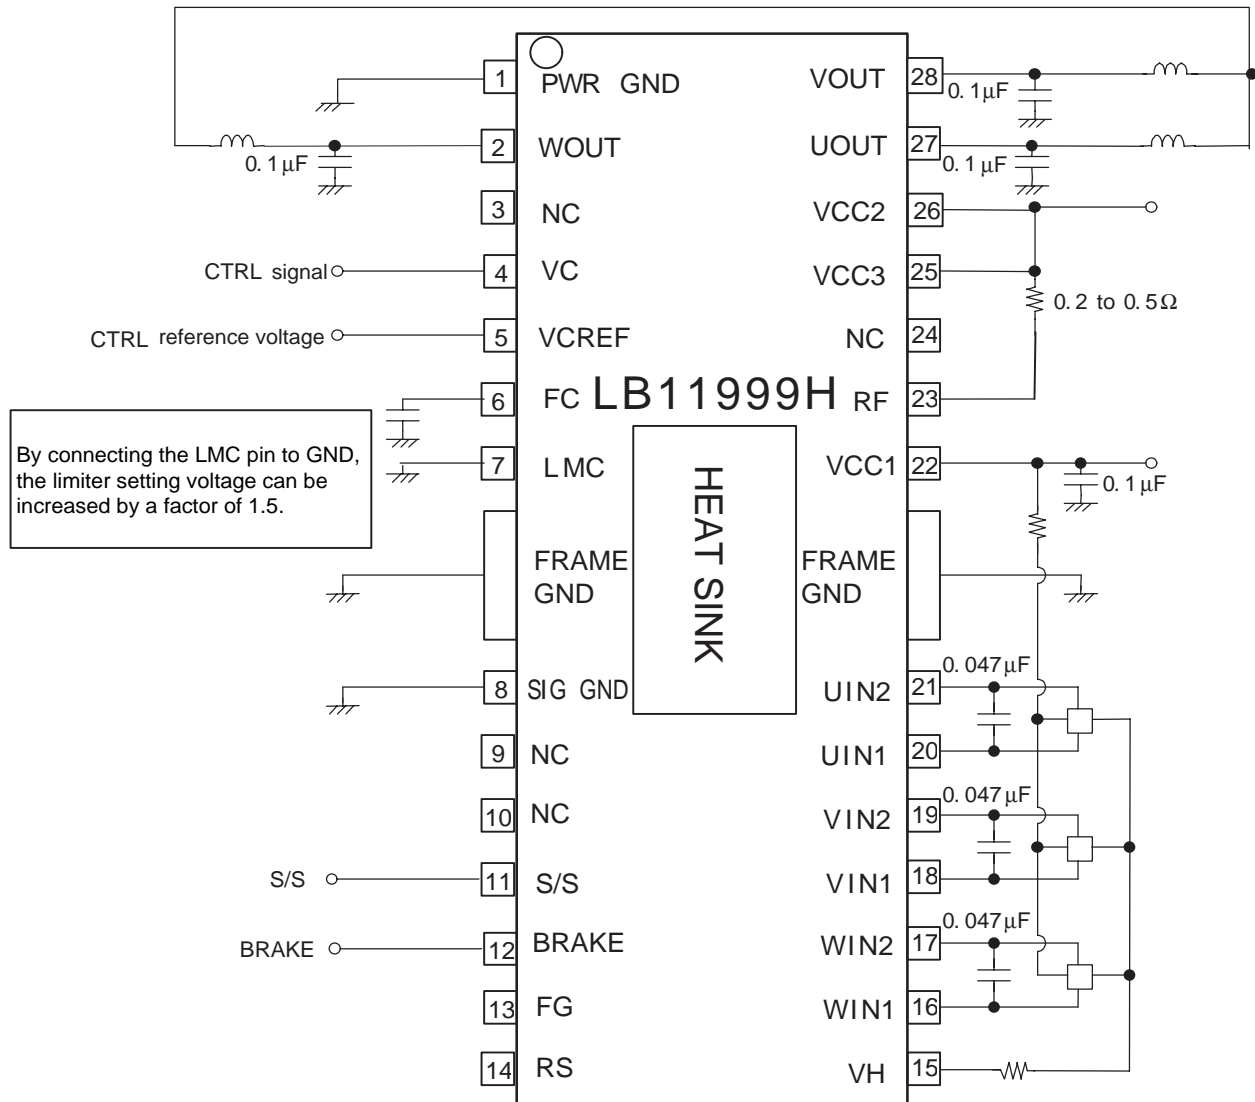 1 PWR GND VOUT 28
0.1µF
0.1µF 2 WOUT UOUT 27 0.1µF
3 NC VCC2 26
CTRL signal 4 VC VCC3 25
0.2 to 0.5Ω
CTRL reference voltage 5 VCREF NC 24
6 FC LB11999H RF 23
By connecting the LMC pin to GND,
the limiter setting voltage can be
increased by a factor of 1.5.
7 LMC VCC1 22
0.1µF
HEAT SINK
FRAME GND
FRAME GND
0.047µF
8 SIG GND UIN2 21
9 NC UIN1 20
0.047µF
10 NC VIN2 19
S/S 11 S/S VIN1 18
0.047µF
BRAKE 12 BRAKE WIN2 17
13 FG WIN1 16
14 RS VH 15